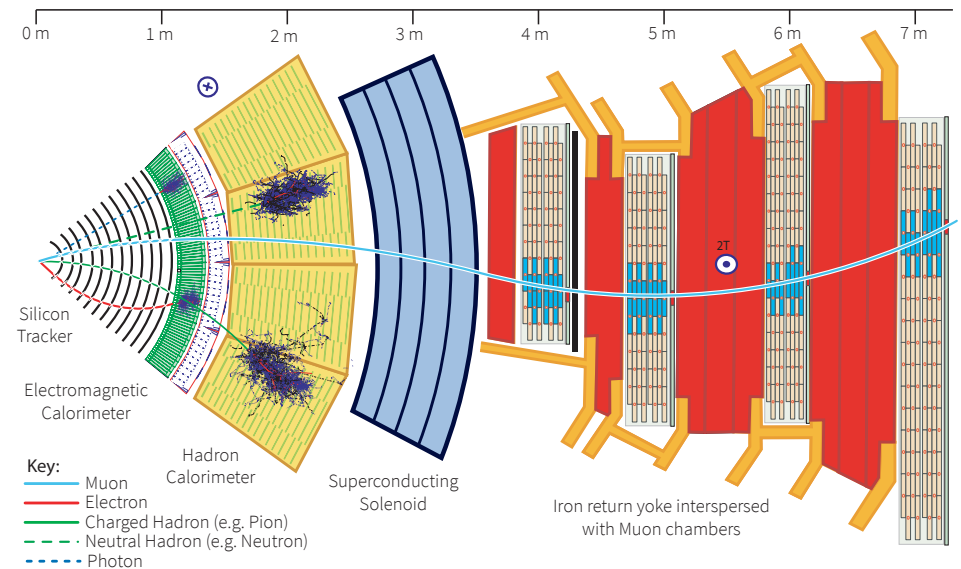 0 m 1 m 2 m 3 m 4 m 5 m 6 m 7 m
2T
Silicon
Tracker
Electromagnetic
Calorimeter
Hadron
Calorimeter
Superconducting
Solenoid
Iron return yoke interspersed
with Muon chambers
Key:
Muon
Electron
Charged Hadron (e.g. Pion)
Neutral Hadron (e.g. Neutron)
Photon